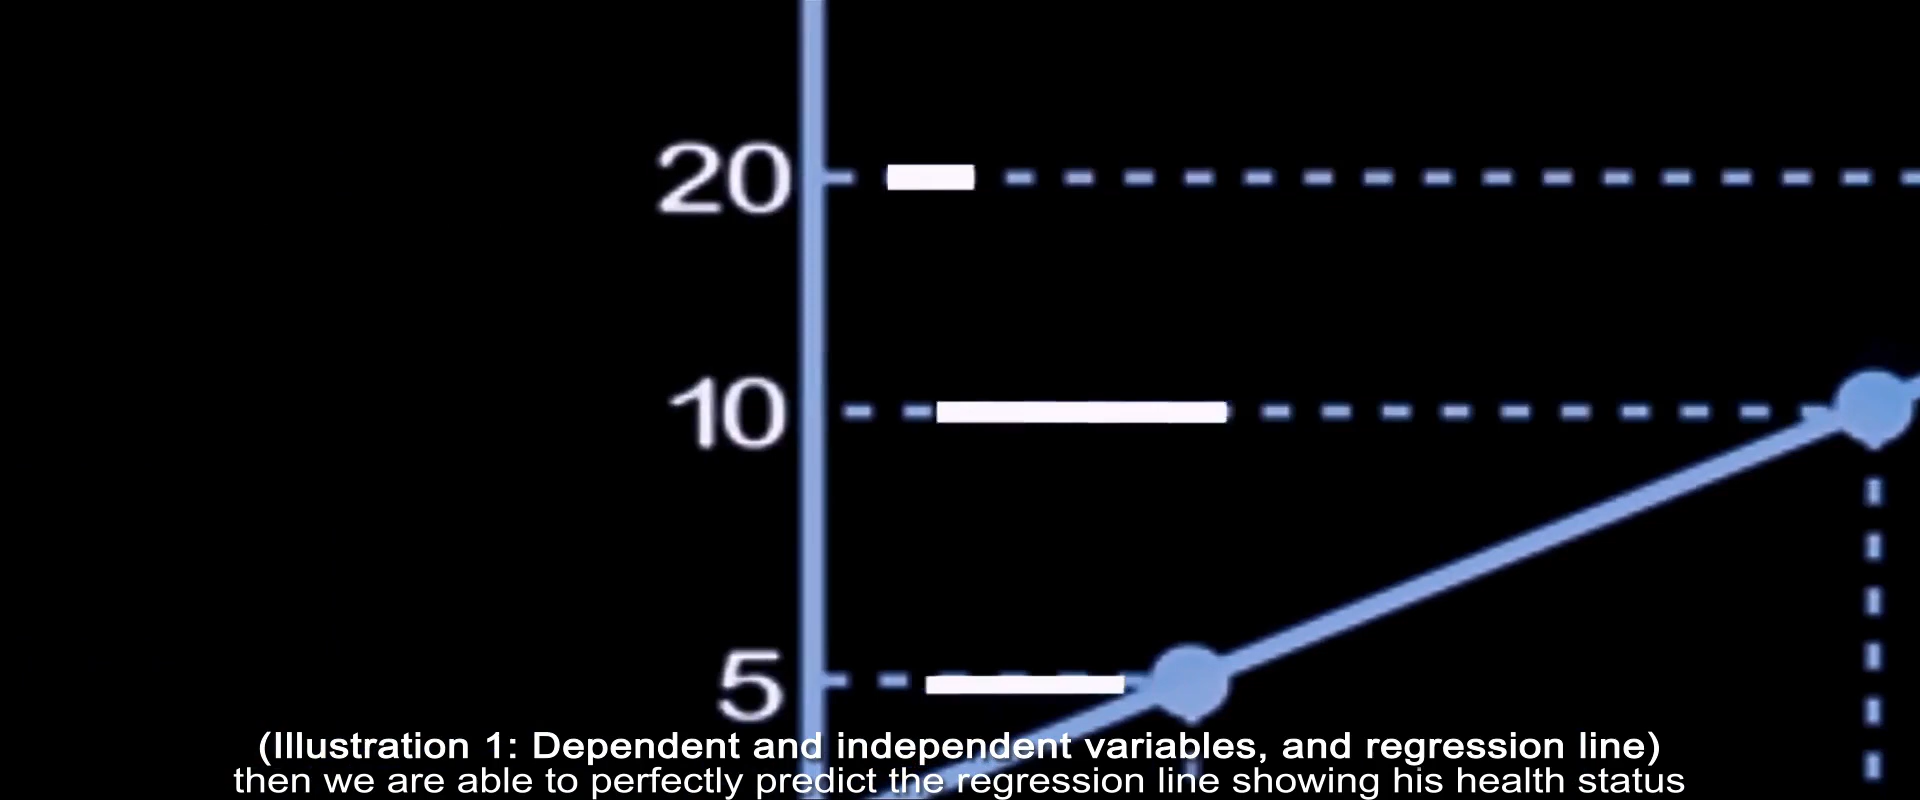 20
10
5
(Illustration 1: Dependent and independent variables, and regression line)
then we are able to perfectly predict the regression line showing his health status